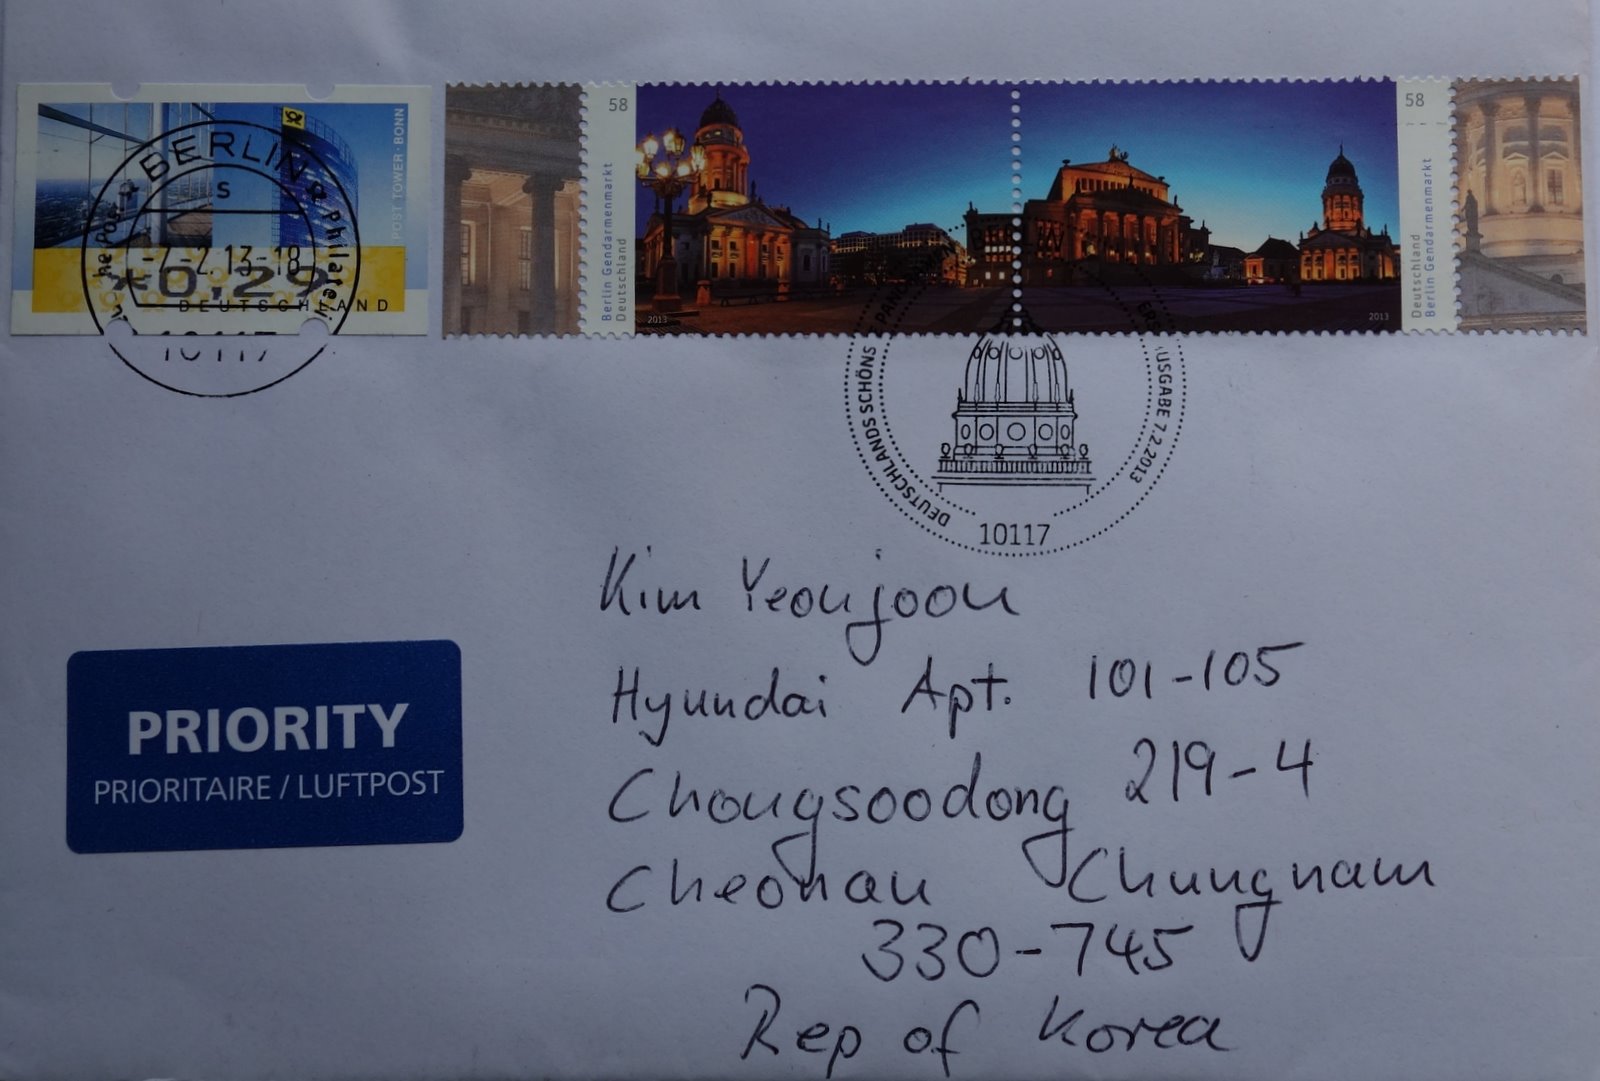 BERLIN
S
-7.-2.13-18
*0,29
DEUTSCHLAND
10117
POST TOWER · BONN
58
Berlin Gendarmenmarkt
Deutschland
2013
58
Deutschland
Berlin Gendarmenmarkt
2013
DEUTSCHLANDS SCHÖNS E
AUSGABE 7.2.2013
10117
PRIORITY
PRIORITAIRE / LUFTPOST
Kim Yeonjoon
Hyundai Apt. 101-105
Chongsoodong 219-4
Cheonan Chungnam
330-745
Rep of Korea